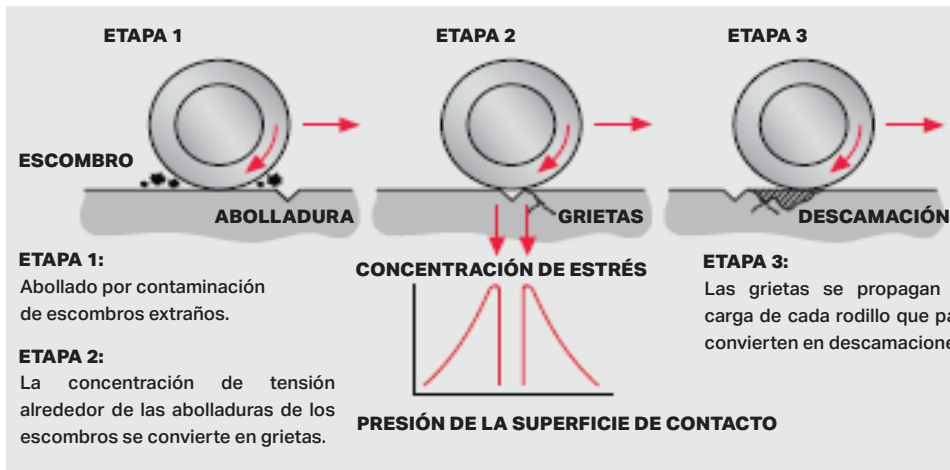 ETAPA 1
ETAPA 2
ETAPA 3
ESCOMBRO
ABOLLADURA
GRIETAS
DESCAMACIÓN
ETAPA 1:
Abollado por contaminación
de escombros extraños.
ETAPA 2:
La concentración de tensión
alrededor de las abolladuras de los
escombros se convierte en grietas.
CONCENTRACIÓN DE ESTRÉS
PRESIÓN DE LA SUPERFICIE DE CONTACTO
ETAPA 3:
Las grietas se propagan
carga de cada rodillo que
convierten en